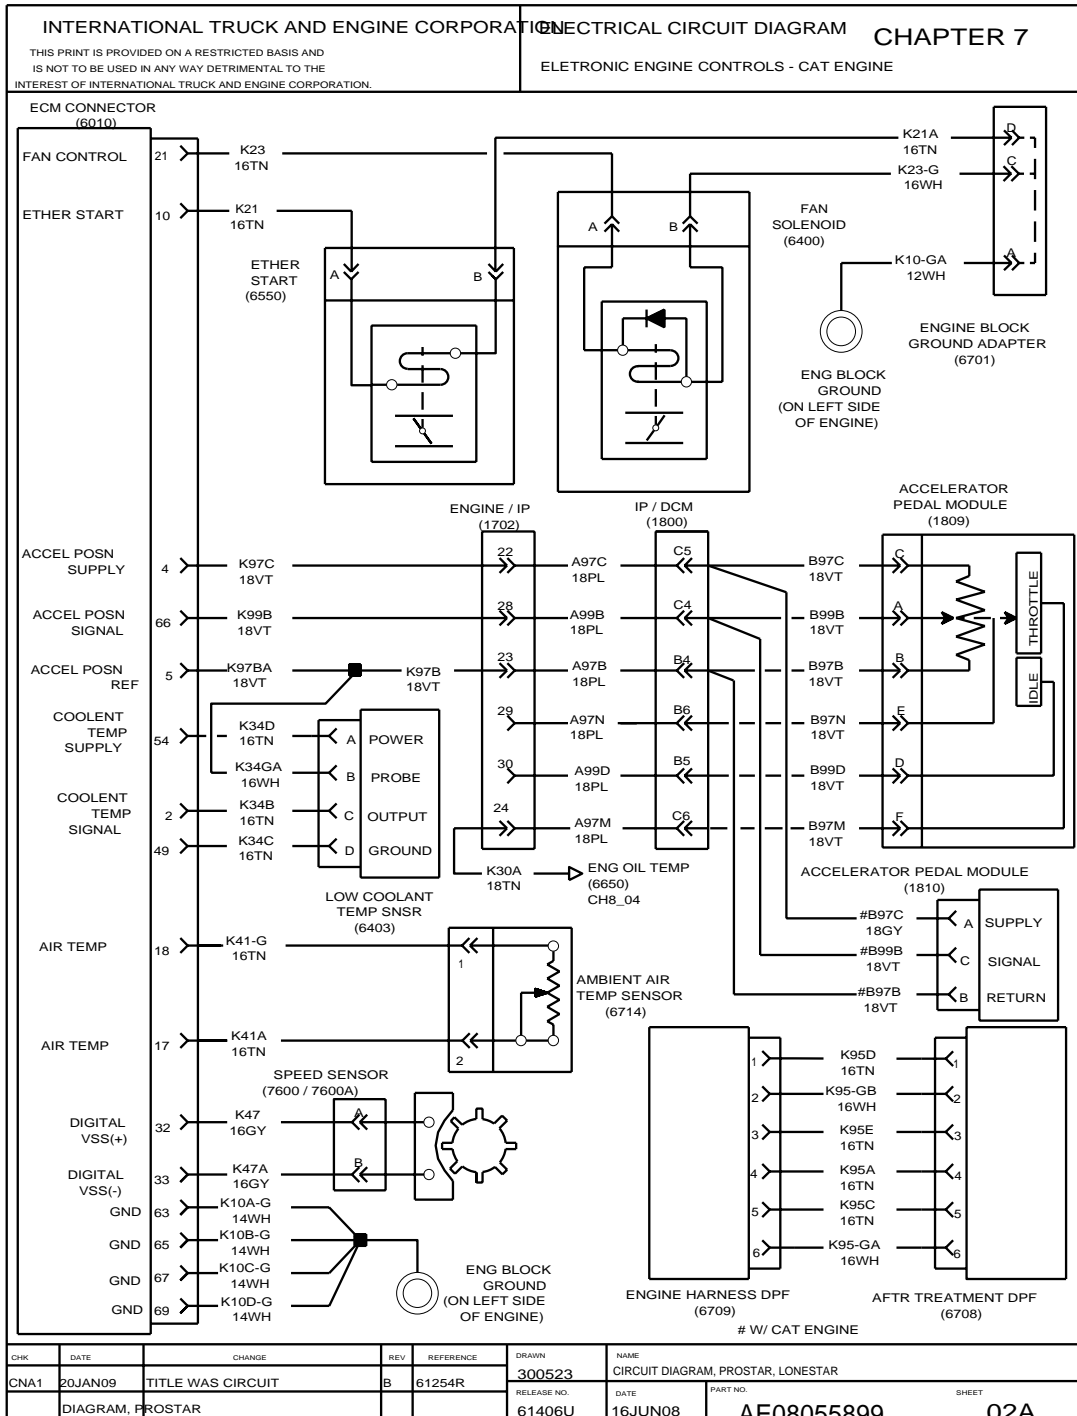 INTERNATIONAL TRUCK AND ENGINE CORPORATION
THIS PRINT IS PROVIDED ON A RESTRICTED BASIS AND
IS NOT TO BE USED IN ANY WAY DETRIMENTAL TO THE
INTEREST OF INTERNATIONAL TRUCK AND ENGINE CORPORATION.
ELECTRICAL CIRCUIT DIAGRAM
CHAPTER 7
ELETRONIC ENGINE CONTROLS - CAT ENGINE
ECM CONNECTOR
(6010)
FAN CONTROL
21
K23
16TN
ETHER START
10
K21
16TN
ETHER
START
(6550)
A
B
A
B
FAN
SOLENOID
(6400)
K21A
16TN
K23-G
16WH
K10-GA
12WH
D
C
A
ENGINE BLOCK
GROUND ADAPTER
(6701)
ENG BLOCK
GROUND
(ON LEFT SIDE
OF ENGINE)
ENGINE / IP
(1702)
IP / DCM
(1800)
ACCELERATOR
PEDAL MODULE
(1809)
ACCEL POSN
SUPPLY
4
K97C
18VT
22
A97C
18PL
C5
B97C
18VT
C
ACCEL POSN
SIGNAL
66
K99B
18VT
28
A99B
18PL
C4
B99B
18VT
A
THROTTLE
ACCEL POSN
REF
5
K97BA
18VT
K97B
18VT
23
A97B
18PL
B4
B97B
18VT
B
IDLE
29
A97N
18PL
B6
B97N
18VT
E
30
A99D
18PL
B5
B99D
18VT
D
24
A97M
18PL
C6
B97M
18VT
F
COOLENT
TEMP
SUPPLY
54
K34D
16TN
A
POWER
K34GA
16WH
B
PROBE
COOLENT
TEMP
SIGNAL
2
K34B
16TN
C
OUTPUT
49
K34C
16TN
D
GROUND
LOW COOLANT
TEMP SNSR
(6403)
K30A
18TN
ENG OIL TEMP
(6650)
CH8_04
ACCELERATOR PEDAL MODULE
(1810)
#B97C
18GY
A
SUPPLY
#B99B
18VT
C
SIGNAL
#B97B
18VT
B
RETURN
AIR TEMP
18
K41-G
16TN
1
AMBIENT AIR
TEMP SENSOR
(6714)
AIR TEMP
17
K41A
16TN
2
SPEED SENSOR
(7600 / 7600A)
DIGITAL
VSS(+)
32
K47
16GY
A
DIGITAL
VSS(-)
33
K47A
16GY
B
GND
63
K10A-G
14WH
GND
65
K10B-G
14WH
GND
67
K10C-G
14WH
GND
69
K10D-G
14WH
ENG BLOCK
GROUND
(ON LEFT SIDE
OF ENGINE)
1
K95D
16TN
1
2
K95-GB
16WH
2
3
K95E
16TN
3
4
K95A
16TN
4
5
K95C
16TN
5
6
K95-GA
16WH
6
ENGINE HARNESS DPF
(6709)
AFTR TREATMENT DPF
(6708)
# W/ CAT ENGINE
CHK DATE CHANGE REV REFERENCE
CNA1 20JAN09 TITLE WAS CIRCUIT B 61254R
DIAGRAM, PROSTAR
DRAWN
300523
NAME
CIRCUIT DIAGRAM, PROSTAR, LONESTAR
RELEASE NO.
61406U
DATE
16JUN08
PART NO.
AE08055899
SHEET
02A